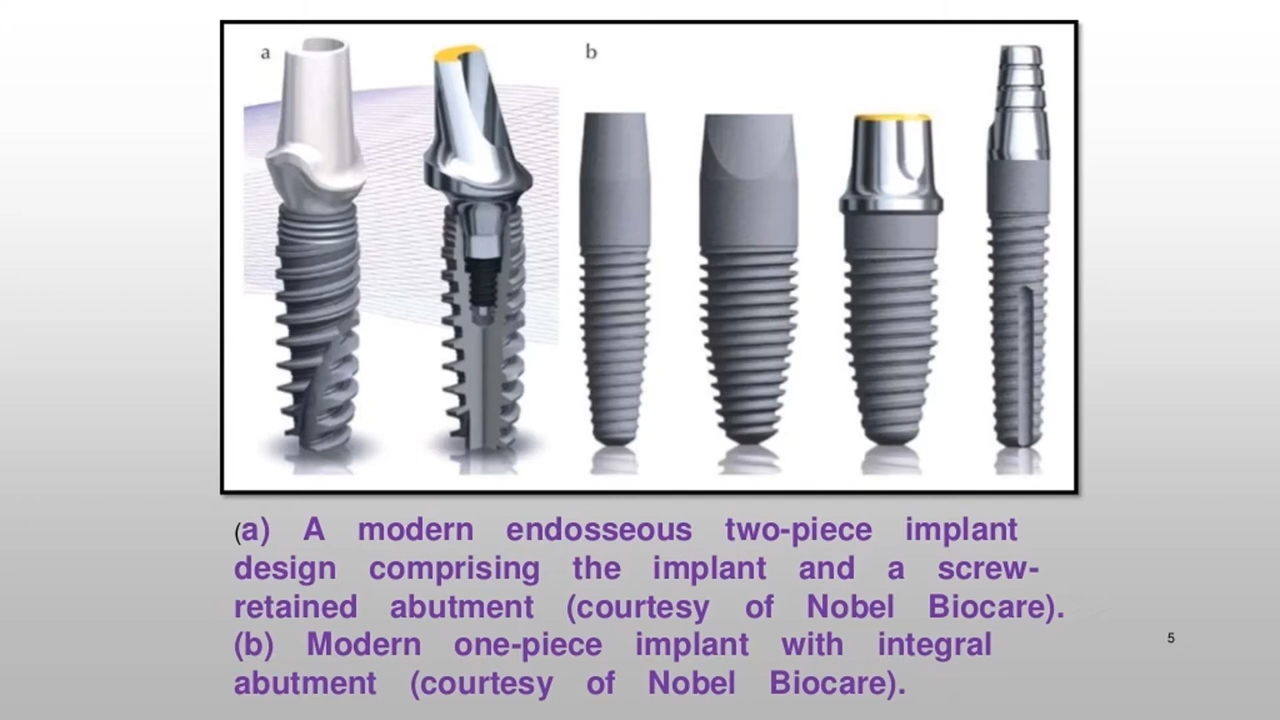 a
b
(a) A modern endosseous two-piece implant
design comprising the implant and a screw-
retained abutment (courtesy of Nobel Biocare).
(b) Modern one-piece implant with integral
abutment (courtesy of Nobel Biocare).
5